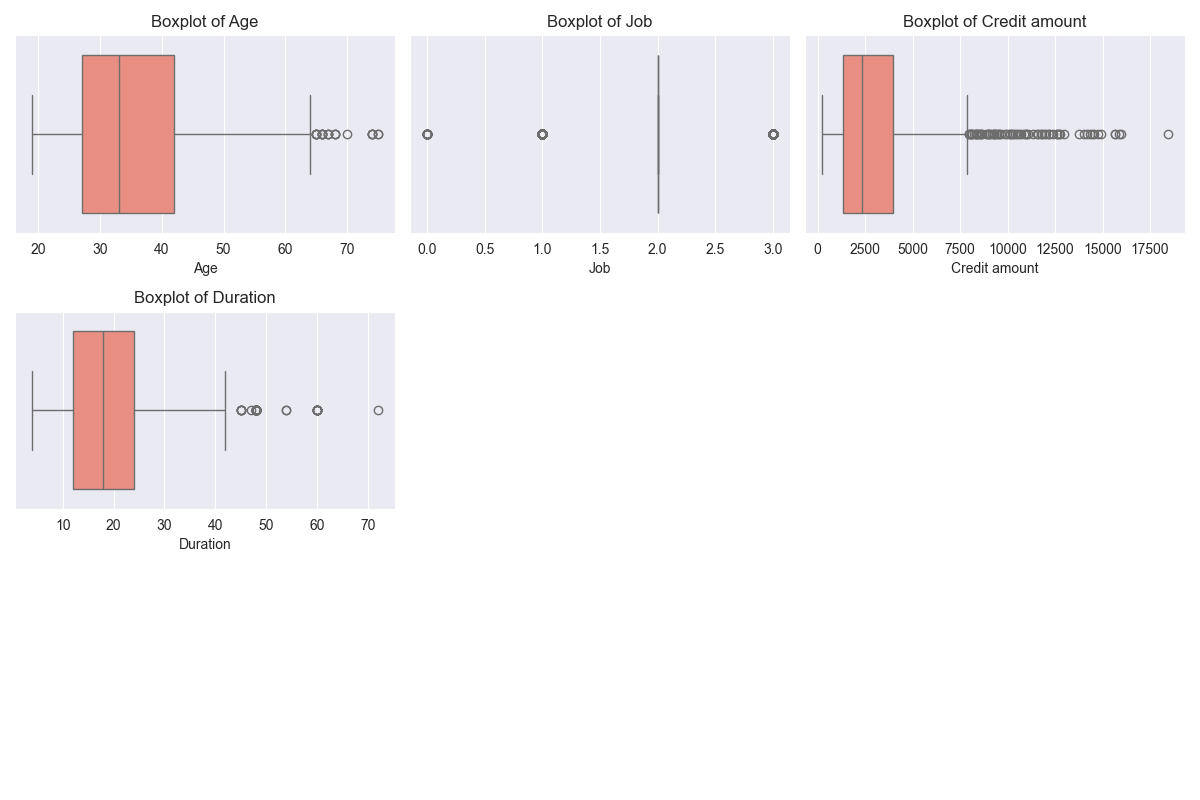 Boxplot of Age
20 30 40 50 60 70
Age
Boxplot of Job
0.0 0.5 1.0 1.5 2.0 2.5 3.0
Job
Boxplot of Credit amount
0 2500 5000 7500 10000 12500 15000 17500
Credit amount
Boxplot of Duration
10 20 30 40 50 60 70
Duration